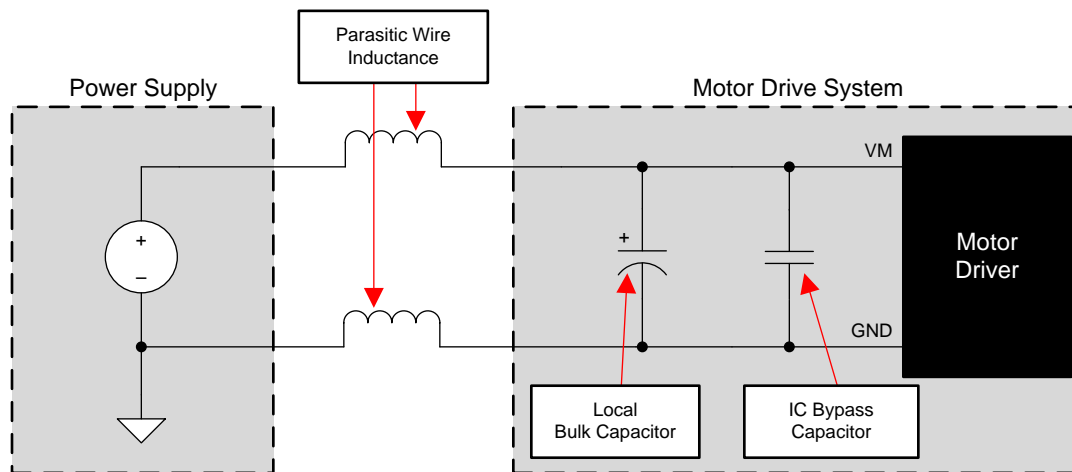 Parasitic Wire
Inductance
Power Supply
Motor Drive System
VM
+
−
+
Motor
Driver
GND
Local
Bulk Capacitor
IC Bypass
Capacitor